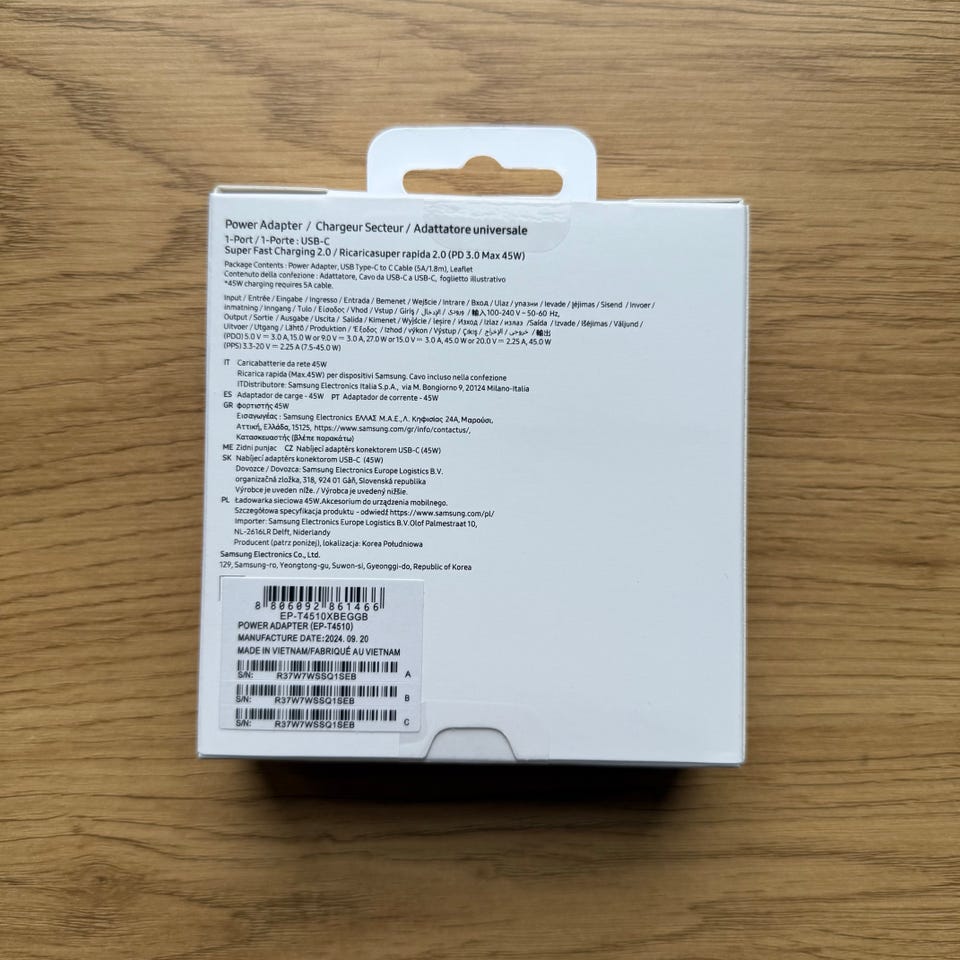 Power Adapter / Chargeur Secteur / Adattatore universale
1-Port / 1-Porte : USB-C
Super Fast Charging 2.0 / Ricaricasuper rapida 2.0 (PD 3.0 Max 45W)
Package Contents : Power Adapter, USB Type-C to C Cable (5A/1.8m), Leaflet
Contenuto della confezione : Adattatore, Cavo da USB-C a USB-C, foglietto illustrativo
*45W charging requires 5A cable.
Input / Entrée / Eingabe / Ingresso / Entrada / Bemenet / Wejście / Intrare / Вход / Ulaz / упазни / Ievade / Įėjimas / Sisend / Invoer /
inmatning / Inngang / Tulo / Είσοδος / Vhod / Vstup / Giriş / الإدخال / ورودی / 輸入 100-240 V ~ 50-60 Hz,
Output / Sortie / Ausgabe / Uscita / Salida / Kimenet / Wyjście / Ieşire / Изход / Izlaz / излаз /Saída / Izvade / Išėjimas / Väljund /
Uitvoer / Utgang / Lähtö / Produktion / Έξοδος / Izhod / výkon / Výstup / Çıkış / الإخراج / خروجی / 輸出
(PDO) 5.0 V ⎓ 3.0 A, 15.0 W or 9.0 V ⎓ 3.0 A, 27.0 W or 15.0 V ⎓ 3.0 A, 45.0 W or 20.0 V ⎓ 2.25 A, 45.0 W
(PPS) 3.3-20 V ⎓ 2.25 A (7.5-45.0 W)
IT Caricabatterie da rete 45W
Ricarica rapida (Max.45W) per dispositivi Samsung. Cavo incluso nella confezione
ITDistributore: Samsung Electronics Italia S.p.A., via M. Bongiorno 9, 20124 Milano-Italia
ES Adaptador de carge - 45W PT Adaptador de corrente - 45W
GR φορτιστής 45W
Εισαγωγέας : Samsung Electronics ΕΛΛΑΣ Μ.Α.Ε., Λ. Κηφισίας 24Α, Μαρούσι,
Αττική, Ελλάδα, 15125, https://www.samsung.com/gr/info/contactus/,
Κατασκευαστής (βλέπε παρακάτω)
ME Zidni punjac CZ Nabíjecí adaptérs konektorem USB-C (45W)
SK Nabíjecí adaptérs konektorom USB-C (45W)
Dovozce / Dovozca: Samsung Electronics Europe Logistics B.V.
organizačná zložka, 318, 924 01 Gáň, Slovenská republika
Výrobce je uveden níže. / Výrobca je uvedený nižšie.
PL Ładowarka sieciowa 45W.Akcesorium do urządzenia mobilnego.
Szczegółowa specyfikacja produktu - odwiedź https://www.samsung.com/pl/
Importer: Samsung Electronics Europe Logistics B.V.Olof Palmestraat 10,
NL-2616LR Delft, Niderlandy
Producent (patrz poniżej), lokalizacja: Korea Południowa
Samsung Electronics Co., Ltd.
129, Samsung-ro, Yeongtong-gu, Suwon-si, Gyeonggi-do, Republic of Korea
8 806092 861466
EP-T4510XBEGGB
POWER ADAPTER (EP-T4510)
MANUFACTURE DATE:2024. 09. 20
MADE IN VIETNAM/FABRIQUÉ AU VIETNAM
S/N: R37W7WSSQ1SEB A
S/N: R37W7WSSQ1SEB B
S/N: R37W7WSSQ1SEB C